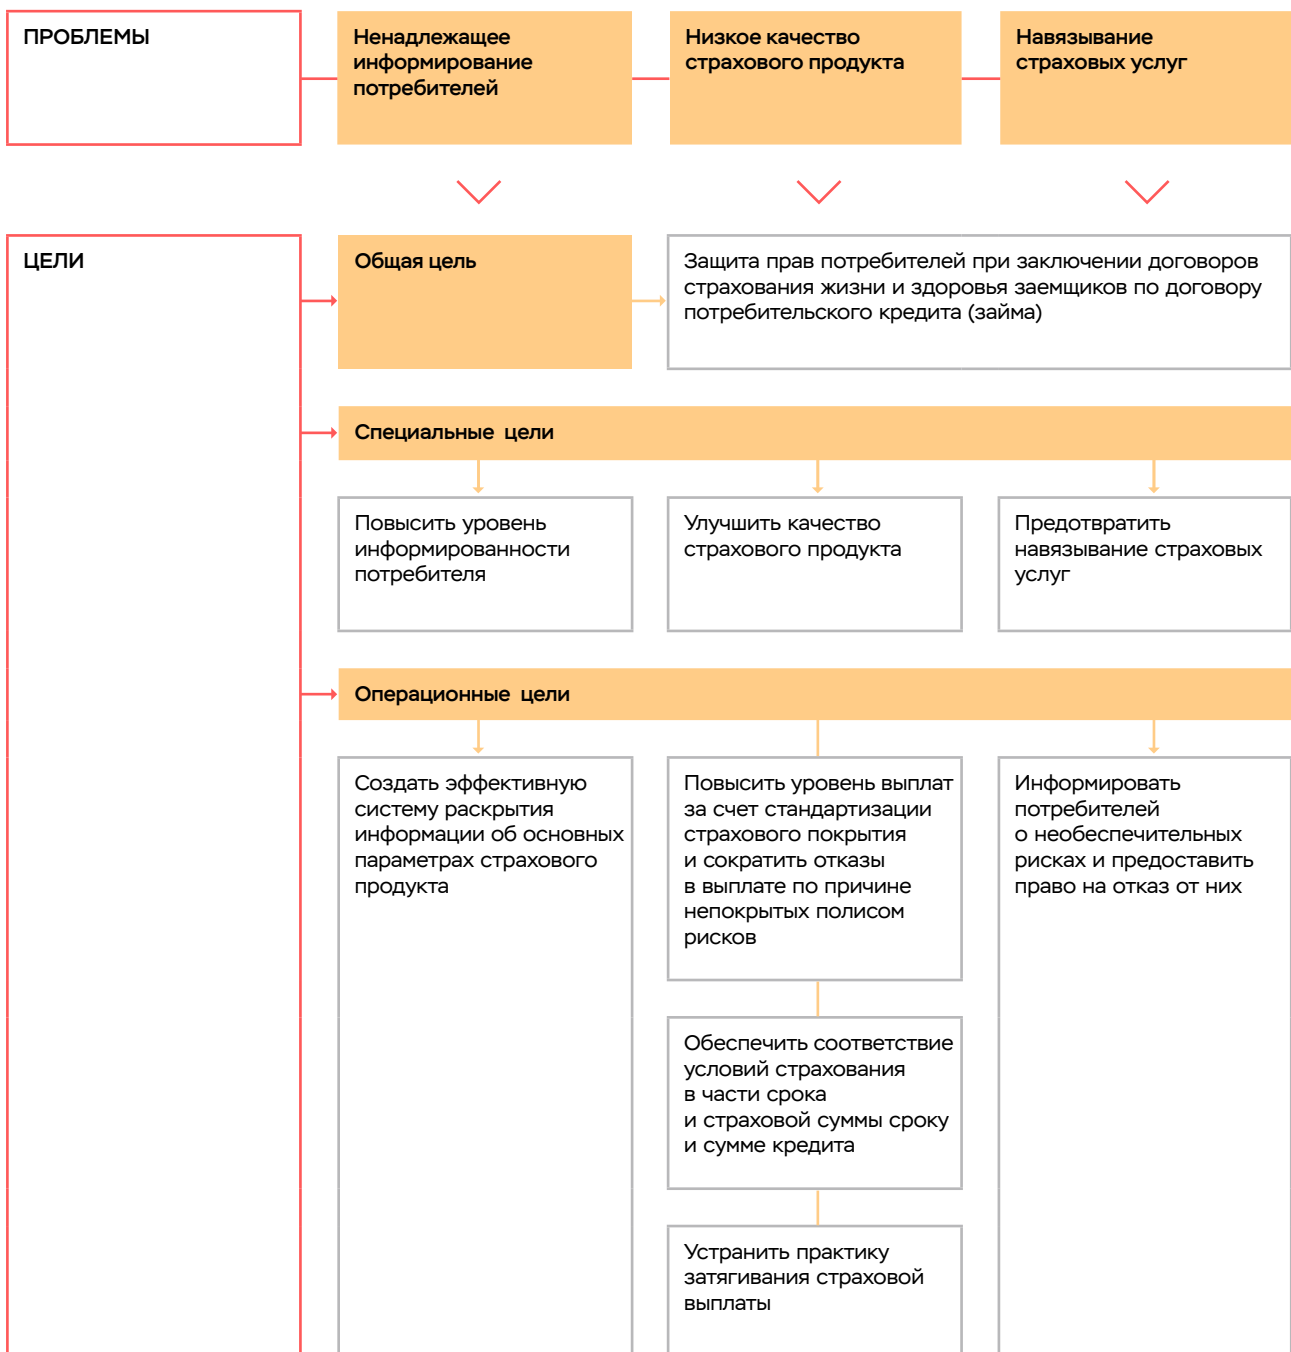 ПРОБЛЕМЫ
Ненадлежащее
информирование
потребителей
Низкое качество
страхового продукта
Навязывание
страховых услуг
ЦЕЛИ
Общая цель
Защита прав потребителей при заключении договоров
страхования жизни и здоровья заемщиков по договору
потребительского кредита (займа)
Специальные цели
Повысить уровень
информированности
потребителя
Улучшить качество
страхового продукта
Предотвратить
навязывание страховых
услуг
Операционные цели
Создать эффективную
систему раскрытия
информации об основных
параметрах страхового
продукта
Повысить уровень выплат
за счет стандартизации
страхового покрытия
и сократить отказы
в выплате по причине
непокрытых полисом
рисков
Обеспечить соответствие
условий страхования
в части срока
и страховой суммы сроку
и сумме кредита
Устранить практику
затягивания страховой
выплаты
Информировать
потребителей
о необеспечительных
рисках и предоставить
право на отказ от них